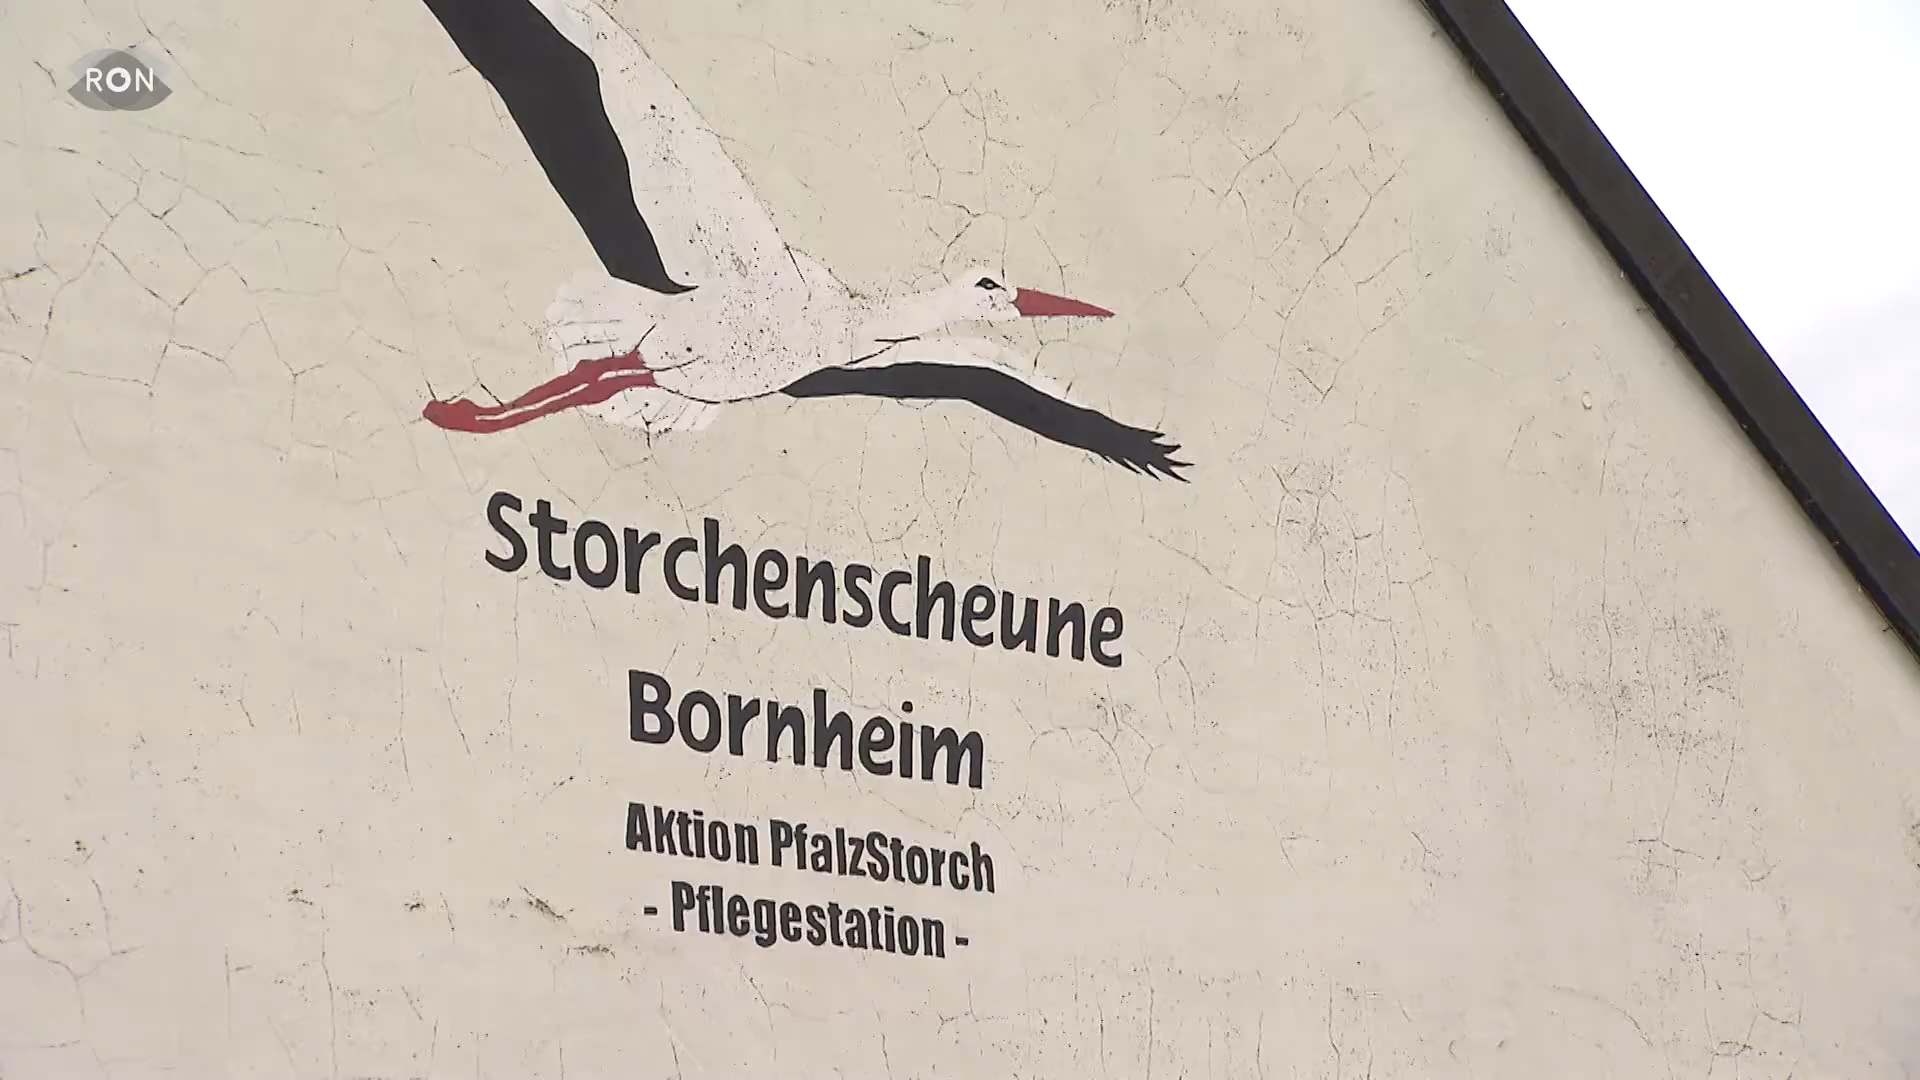 RON
Storchenscheune
Bornheim
AKtion PfalzStorch
- Pflegestation -